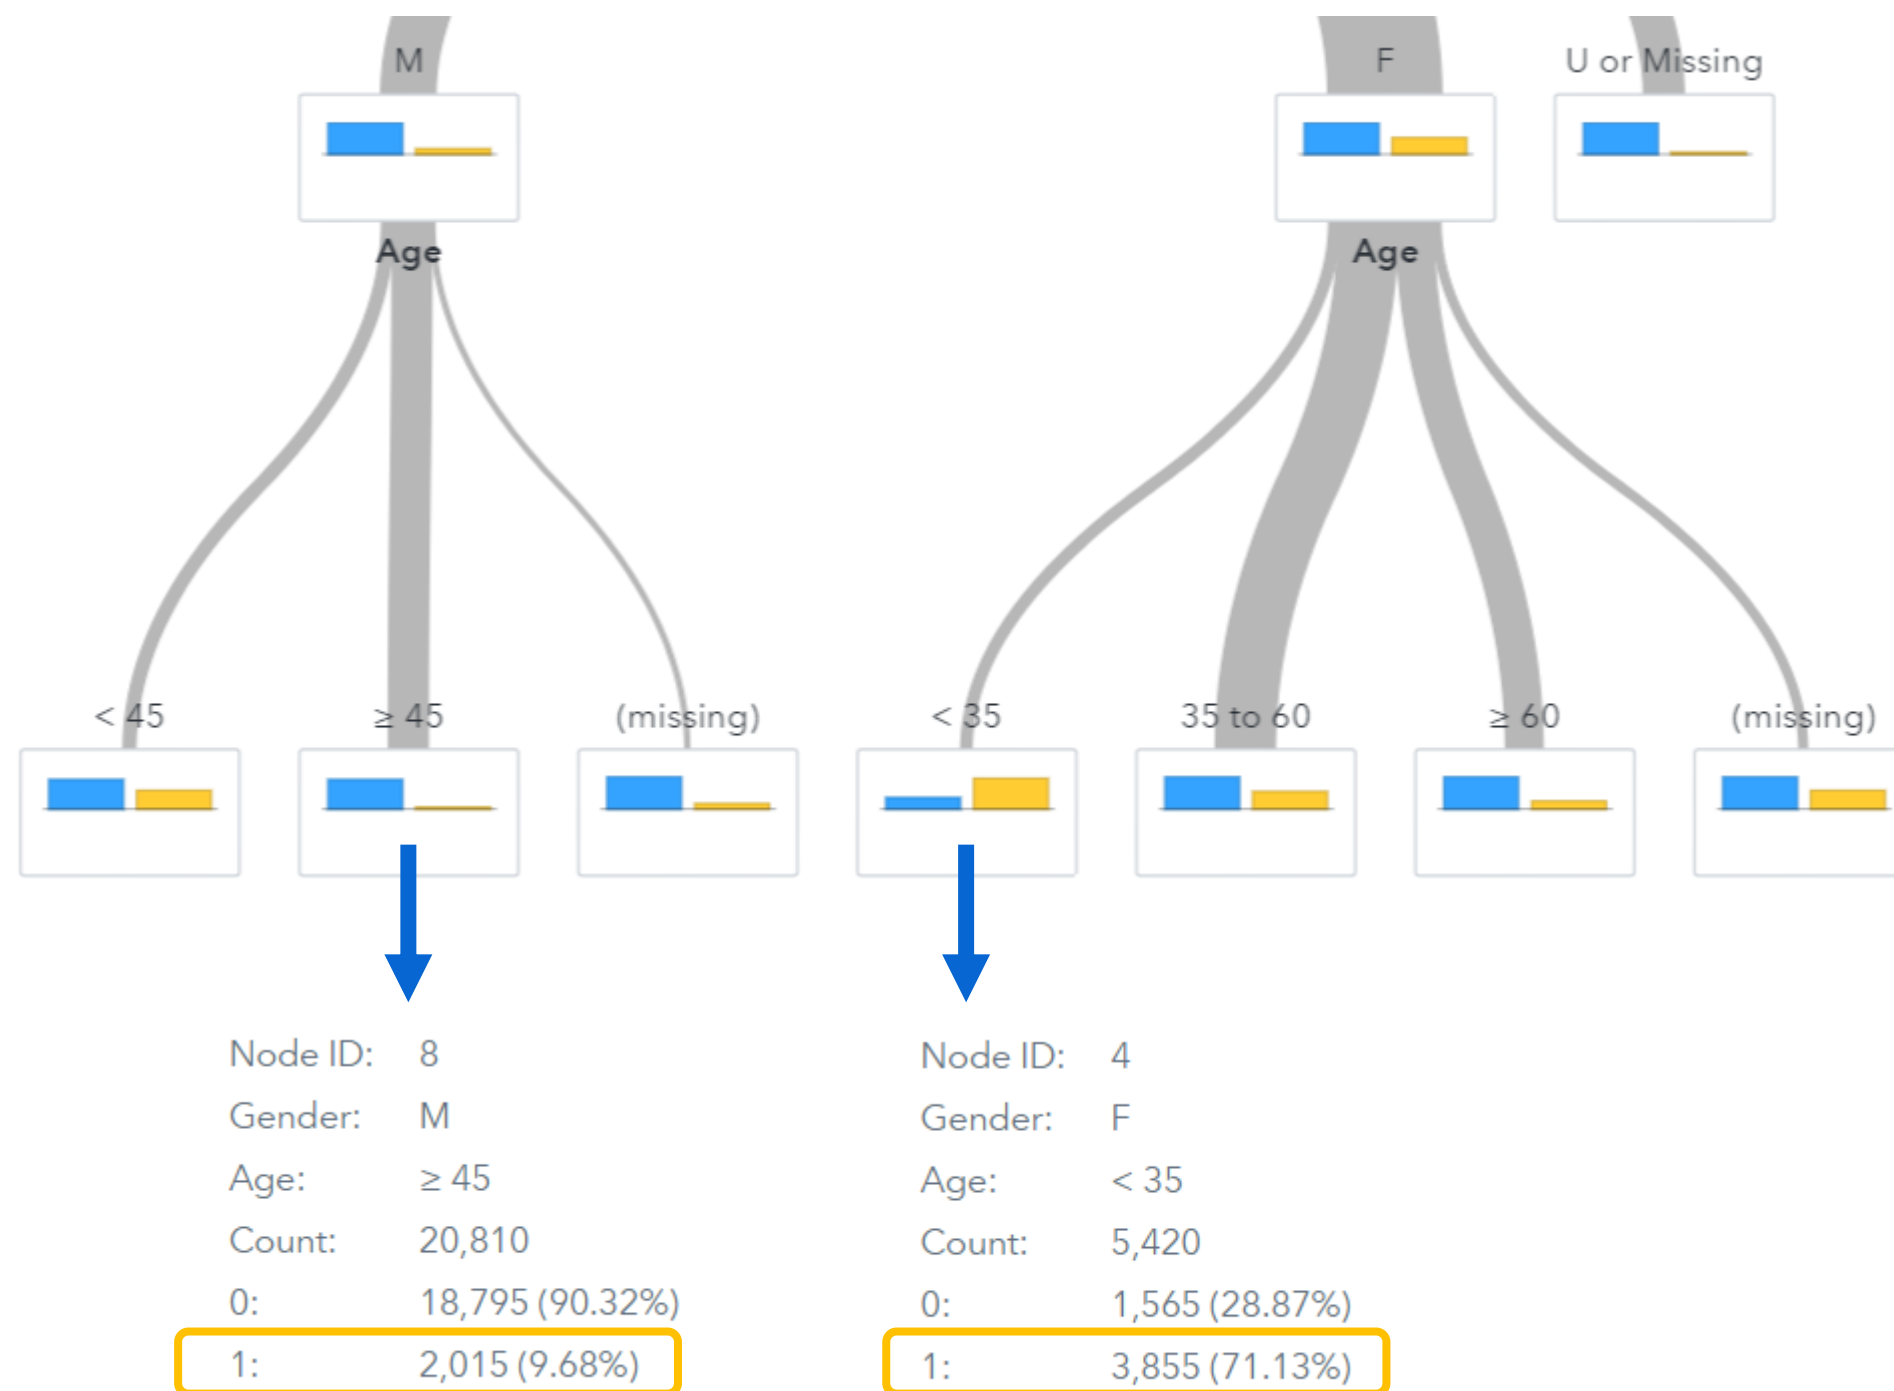 M
F
U or Missing
Age
Age
< 45
≥ 45
(missing)
< 35
35 to 60
≥ 60
(missing)
Node ID: 8
Gender: M
Age: ≥ 45
Count: 20,810
0: 18,795 (90.32%)
1: 2,015 (9.68%)
Node ID: 4
Gender: F
Age: < 35
Count: 5,420
0: 1,565 (28.87%)
1: 3,855 (71.13%)